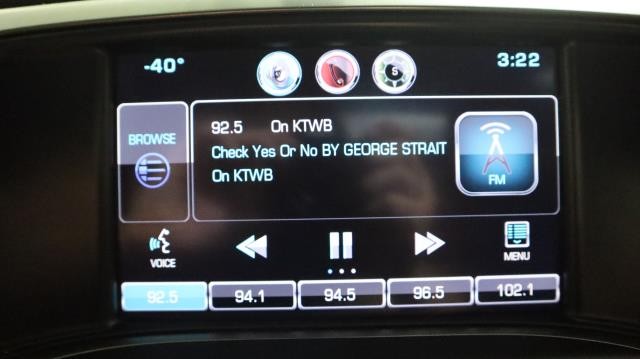 -40° S 3:22
BROWSE
92.5 On KTWB
Check Yes Or No BY GEORGE STRAIT
On KTWB
FM
VOICE
MENU
92.5 94.1 94.5 96.5 102.1